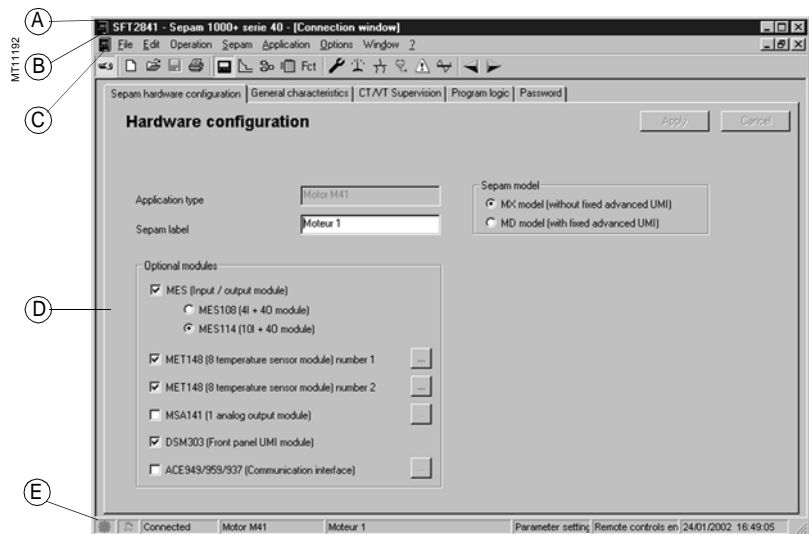 A
SFT2841 - Sepam 1000+ serie 40 - [Connection window]
MT11192
B
File Edit Operation Sepam Application Options Window ?
Fct
C
Sepam hardware configuration General characteristics CT/VT Supervision Program logic Password
Hardware configuration
Apply Cancel
Application type Motor M41
Sepam label Moteur 1
Sepam model
MX model (without fixed advanced UMI)
MD model (with fixed advanced UMI)
Optional modules
MES (Input / output module)
MES108 (4I + 4O module)
MES114 (10I + 4O module)
D
MET148 (8 temperature sensor module) number 1 ...
MET148 (8 temperature sensor module) number 2 ...
MSA141 (1 analog output module) ...
DSM303 (Front panel UMI module)
ACE949/959/937 (Communication interface) ...
E
Connected Motor M41 Moteur 1 Parameter setting Remote controls en 24/01/2002 16:49:05